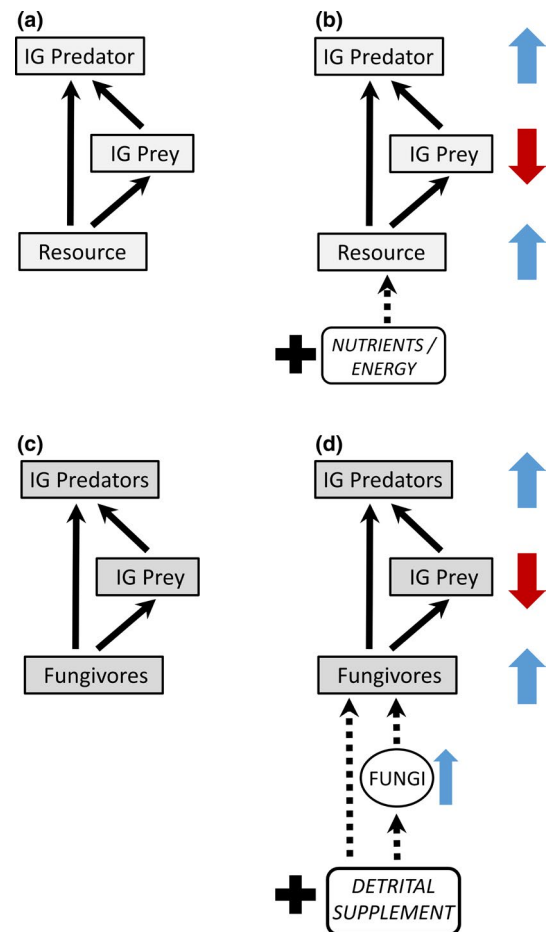 (a)
IG Predator
IG Prey
Resource
(b)
IG Predator
IG Prey
Resource
NUTRIENTS /
ENERGY
(c)
IG Predators
IG Prey
Fungivores
(d)
IG Predators
IG Prey
Fungivores
FUNGI
DETRITAL
SUPPLEMENT